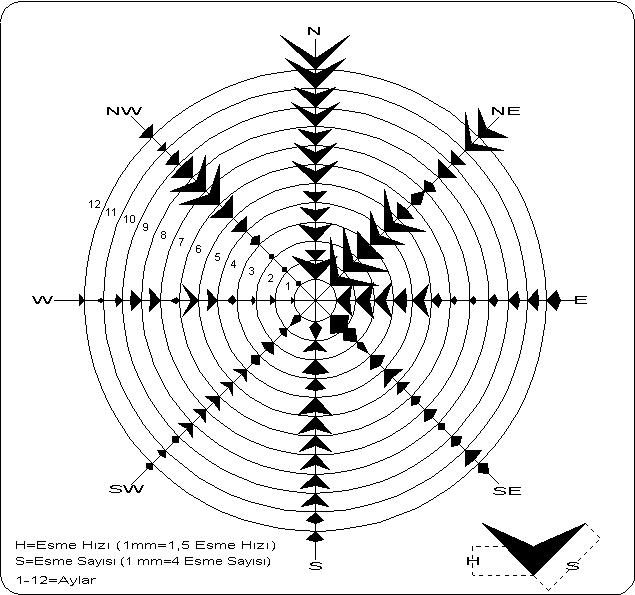 N
NW
NE
12
11
10
9
8
7
6
5
4
3
2
1
W
E
SW
SE
S
H=Esme Hızı (1mm=1,5 Esme Hızı)
S=Esme Sayısı (1 mm=4 Esme Sayısı)
1-12=Aylar
H
S